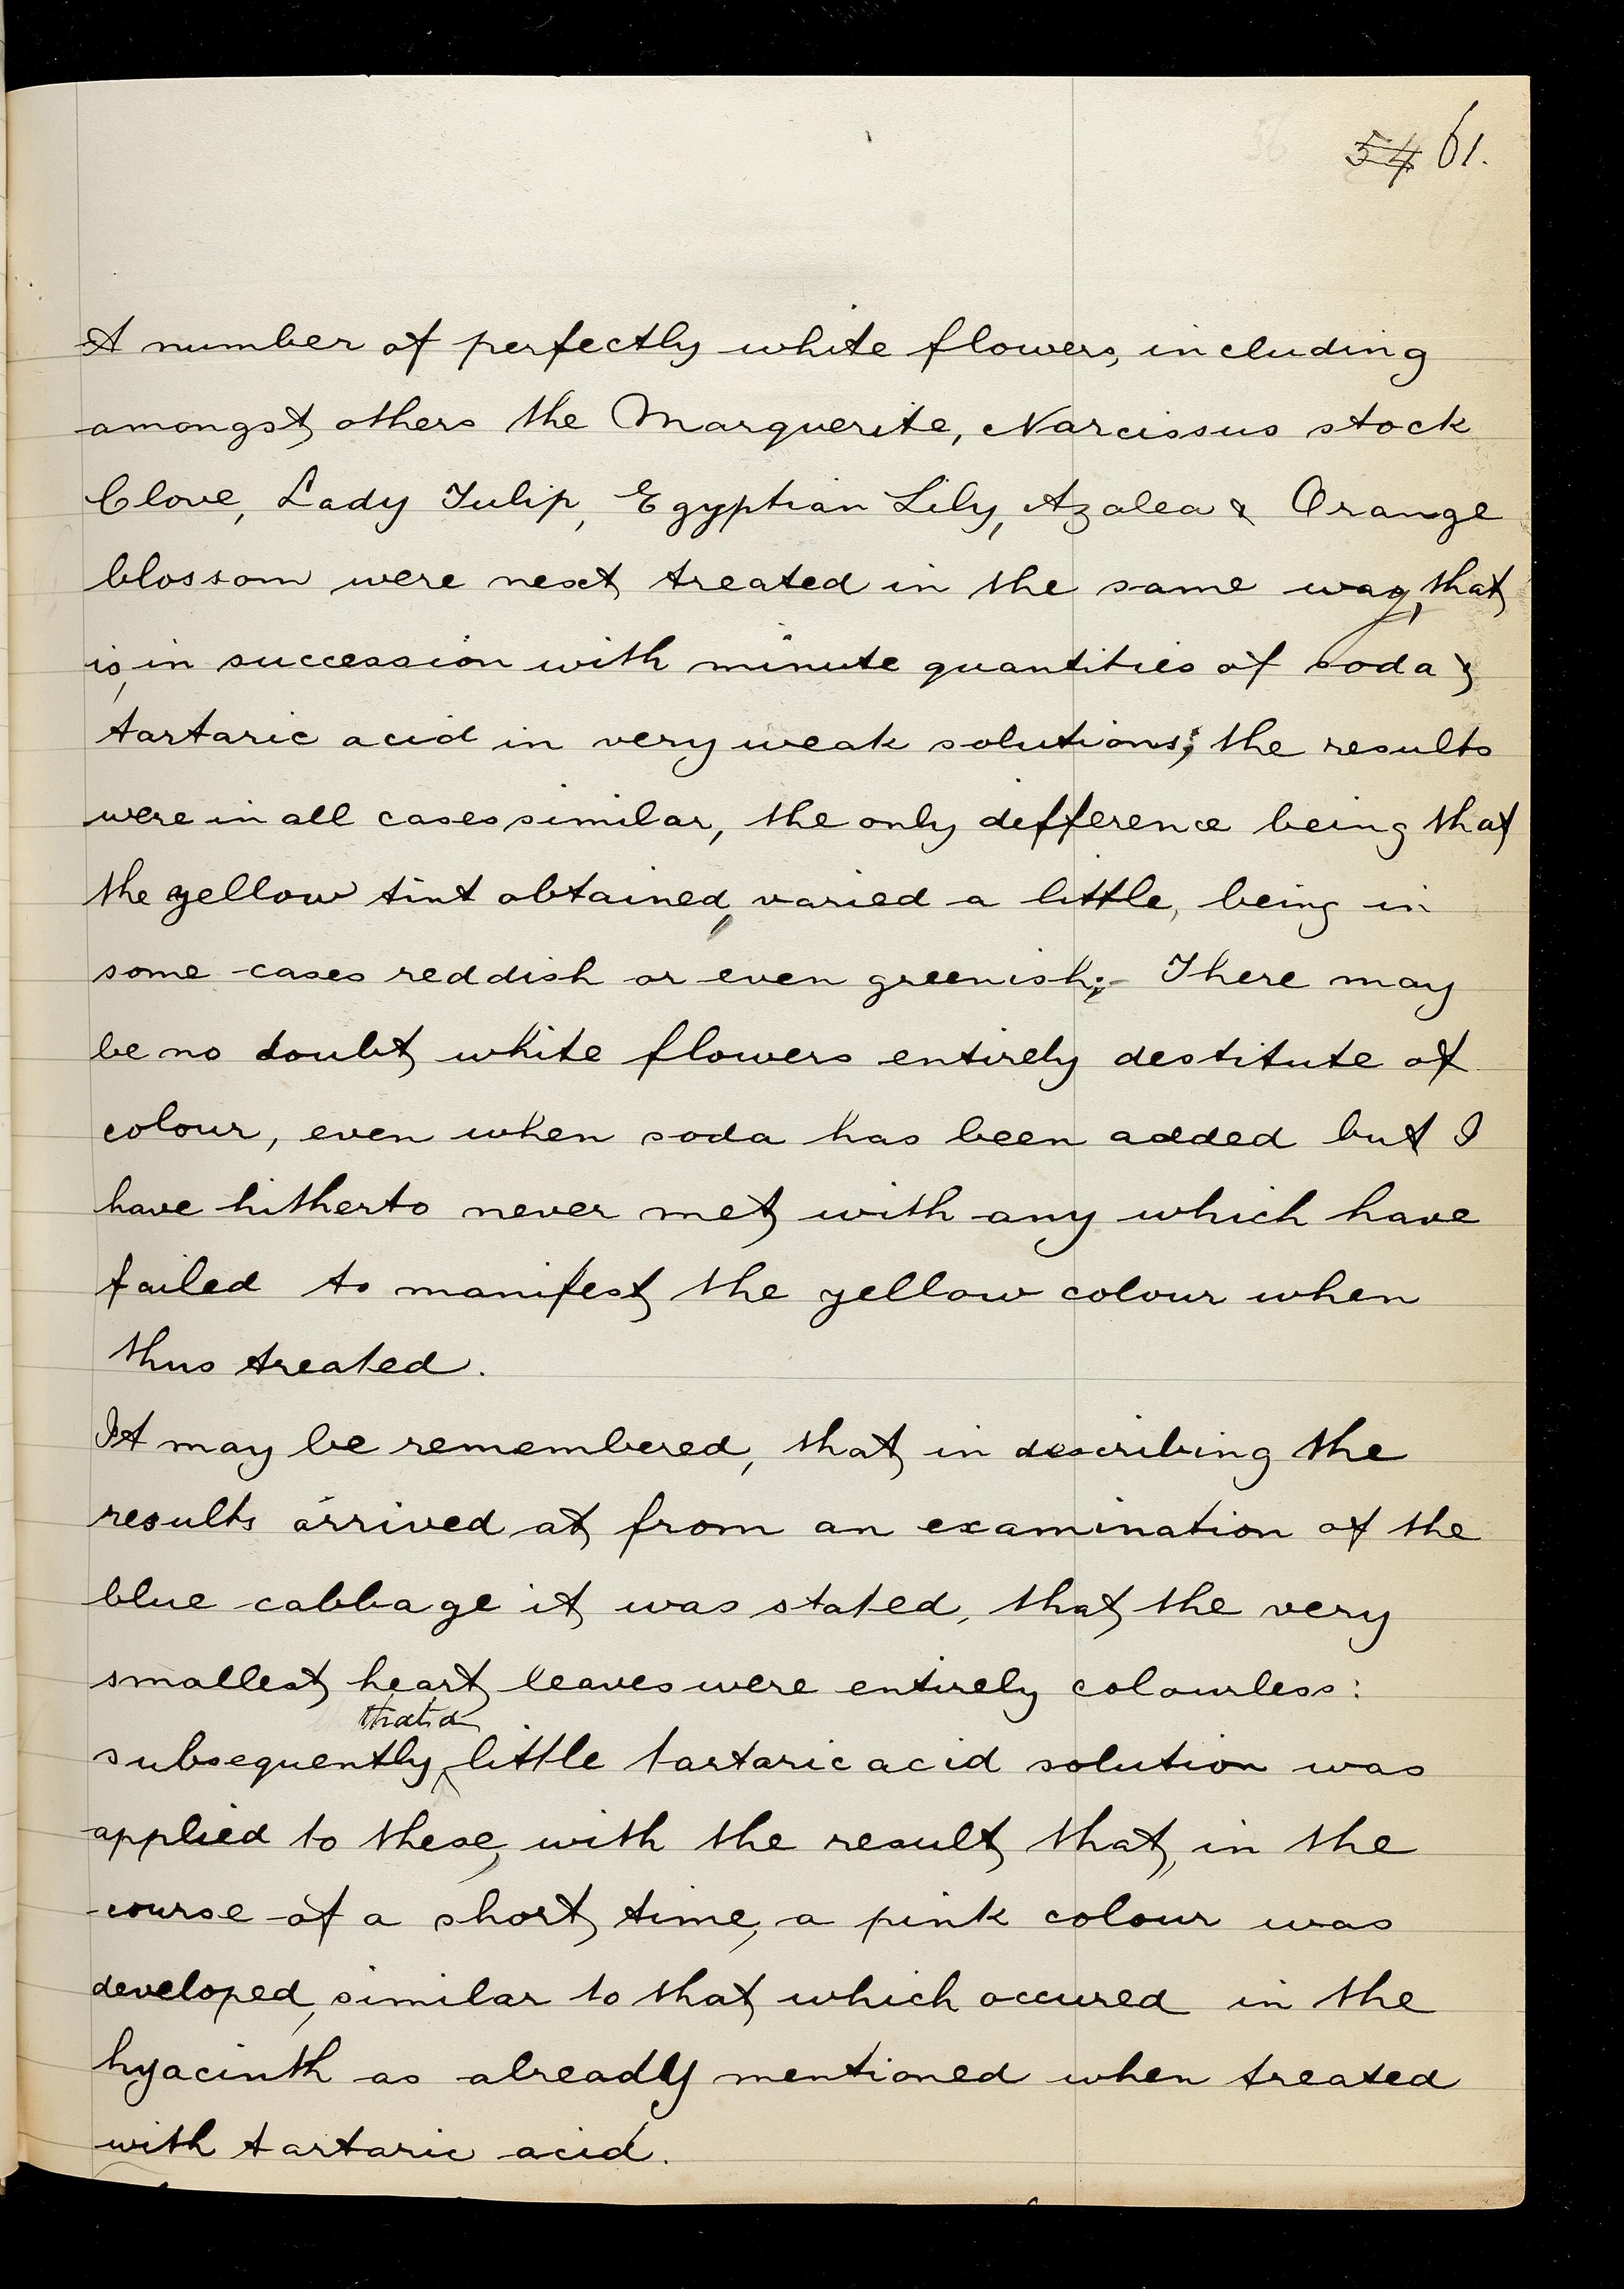 54 61.
A number of perfectly white flowers, including
amongst others the Marguerite, Narcissus stock
Clove, Lady Tulip, Egyptian Lily, Azalea & Orange
blossom were next treated in the same way, that
is, in succession with minute quantities of soda &
tartaric acid in very weak solutions; the results
were in all cases similar, the only difference being that
the yellow tint obtained, varied a little, being in
some cases reddish or even greenish;- There may
be no doubt white flowers entirely destitute of
colour, even when soda has been added but I
have hitherto never met with any which have
failed to manifest the yellow colour when
thus treated.
It may be remembered, that in describing the
results arrived at from an examination of the
blue cabbage it was stated, that the very
smallest heart leaves were entirely colourless:
that a
subsequently little tartaric acid solution was
applied to these, with the result that, in the
course of a short time, a pink colour was
developed, similar to that which occured in the
hyacinth as already mentioned when treated
with tartaric acid.